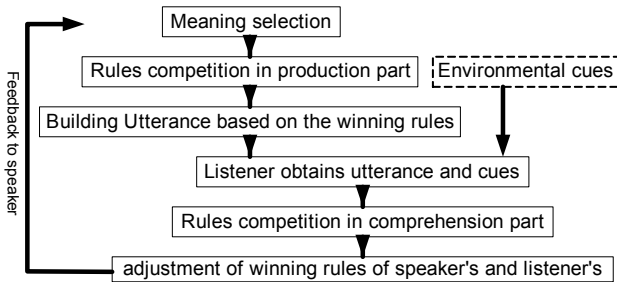 Meaning selection
Rules competition in production part
Environmental cues
Building Utterance based on the winning rules
Listener obtains utterance and cues
Rules competition in comprehension part
adjustment of winning rules of speaker's and listener's
Feedback to speaker